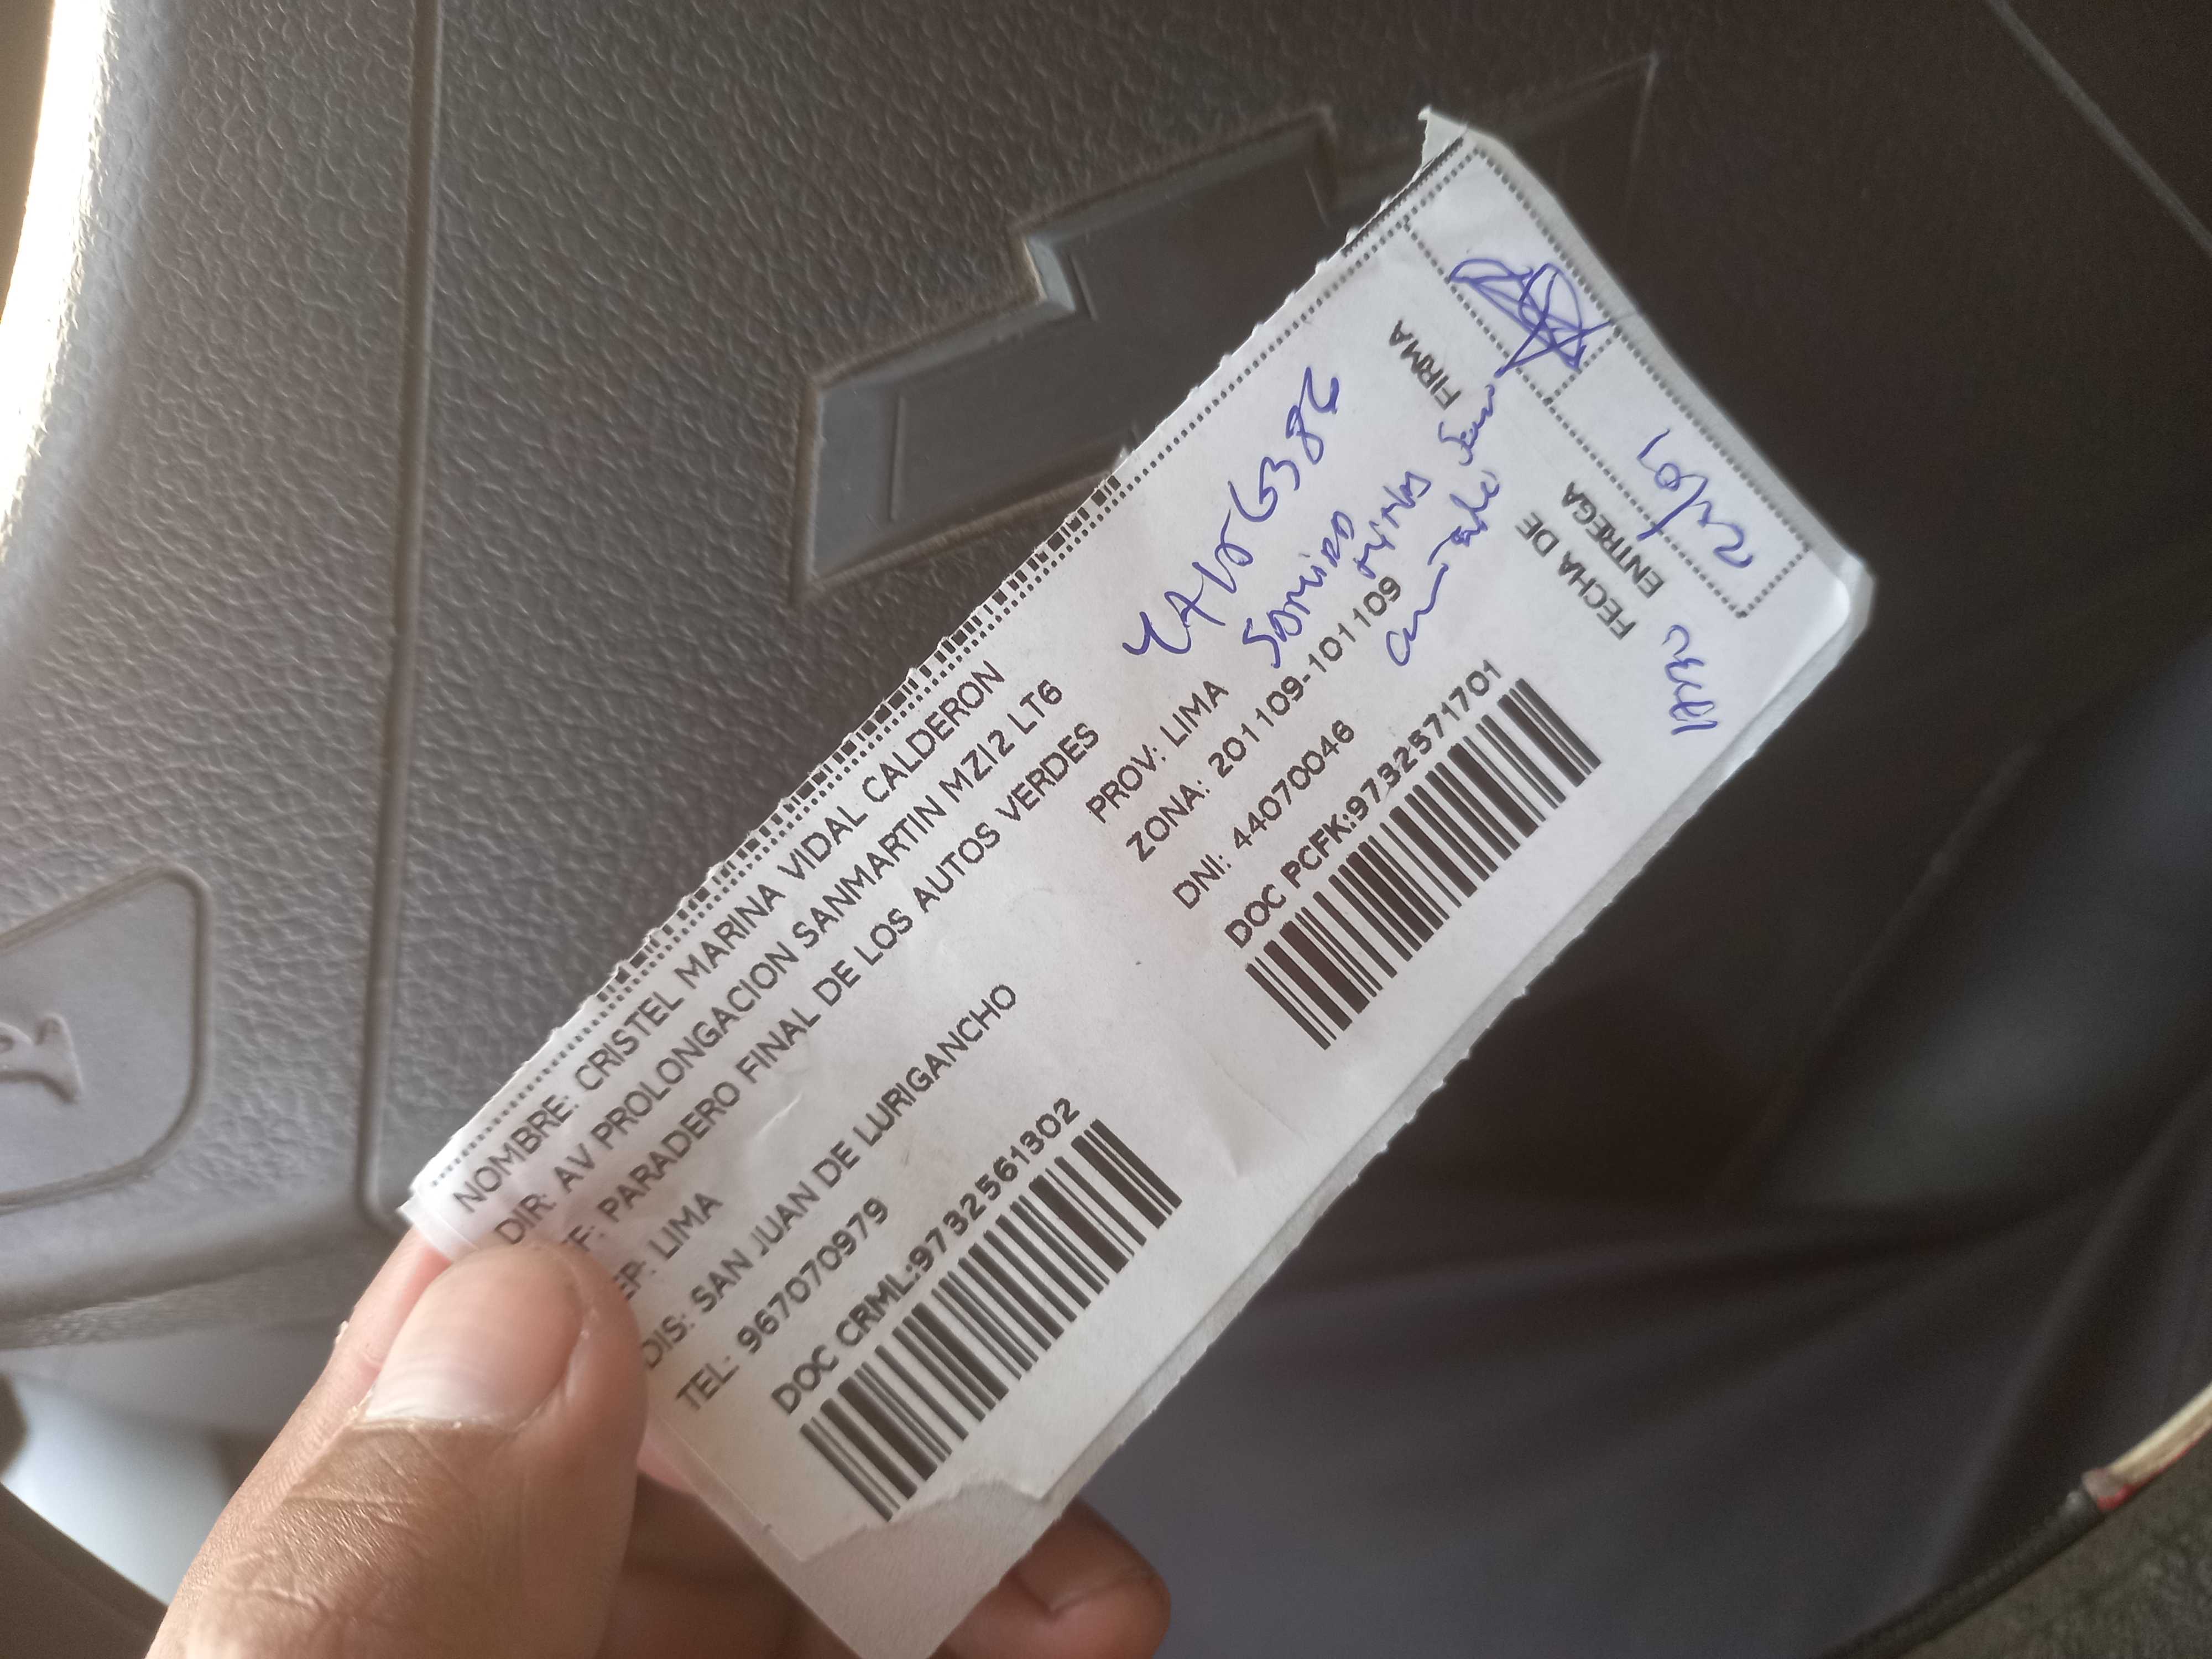 NOMBRE: CRISTEL MARINA VIDAL CALDERON
DIR: AV PROLONGACION SANMARTIN MZI2 LT6
F: PARADERO FINAL DE LOS AUTOS VERDES
EP: LIMA
PROV: LIMA
DIS: SAN JUAN DE LURIGANCHO
ZONA: 201109-101109
TEL: 967070979
DNI: 44070046
DOC CRML:9732561302
DOC PCFK:9732571701
FIRMA
FECHA DE
ENTREGA